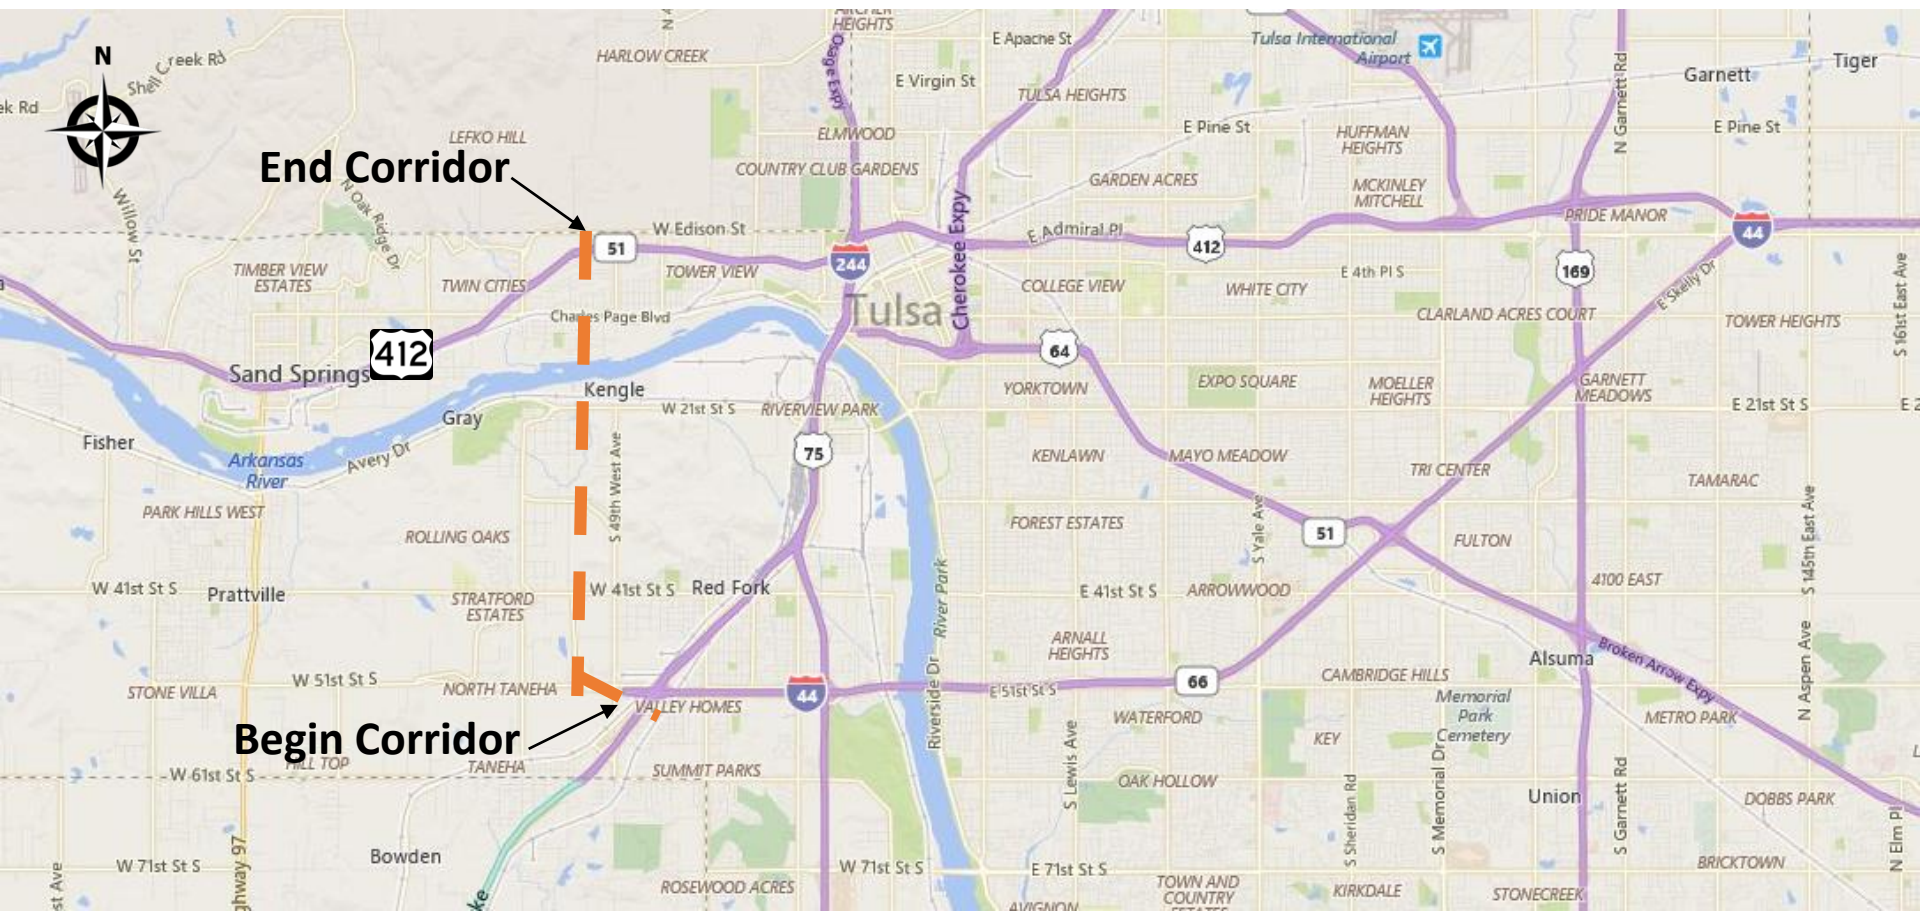 ARCHER
HEIGHTS
HARLOW CREEK
E Apache St
Tulsa International
Airport
N
Shell Creek Rd
Osage Expy
E Virgin St
TULSA HEIGHTS
N Garnett Rd
Garnett
Tiger
ek Rd
LEFKO HILL
ELMWOOD
E Pine St
HUFFMAN
HEIGHTS
E Pine St
End Corridor
COUNTRY CLUB GARDENS
GARDEN ACRES
MCKINLEY
MITCHELL
Willow St
N Oak Ridge Dr
Cherokee Expy
PRIDE MANOR
W Edison St
E Admiral Pl
412
44
51
TIMBER VIEW
ESTATES
TWIN CITIES
TOWER VIEW
244
COLLEGE VIEW
WHITE CITY
E 4th Pl S
169
E Skelly Dr
S 161st East Ave
Charles Page Blvd
Tulsa
CLARLAND ACRES COURT
TOWER HEIGHTS
412
64
Sand Springs
Kengle
YORKTOWN
EXPO SQUARE
MOELLER
HEIGHTS
GARNETT
MEADOWS
Gray
W 21st St S
RIVERVIEW PARK
E 21st St S
E 2
Fisher
Arkansas
River
Avery Dr
S 49th West Ave
75
KENLAWN
MAYO MEADOW
TRI CENTER
TAMARAC
PARK HILLS WEST
ROLLING OAKS
FOREST ESTATES
S Yale Ave
51
FULTON
S 145th East Ave
W 41st St S
Prattville
STRATFORD
ESTATES
W 41st St S
Red Fork
River Park
E 41st St S
ARROWWOOD
4100 EAST
ARNALL
HEIGHTS
Alsuma
Broken Arrow Expy
N Aspen Ave
STONE VILLA
W 51st St S
NORTH TANEHA
44
E 51st St S
66
CAMBRIDGE HILLS
Memorial
Park
Cemetery
VALLEY HOMES
Riverside Dr
WATERFORD
METRO PARK
Begin Corridor
KEY
HILL TOP
TANEHA
W 61st St S
SUMMIT PARKS
S Lewis Ave
OAK HOLLOW
S Sheridan Rd
S Memorial Dr
Union
S Garnett Rd
DOBBS PARK
N Elm Pl
Bowden
W 71st St S
ghway 97
st Ave
ke
ROSEWOOD ACRES
W 71st St S
E 71st St S
AVIGNON
TOWN AND
COUNTRY
ESTATES
KIRKDALE
STONECREEK
BRICKTOWN